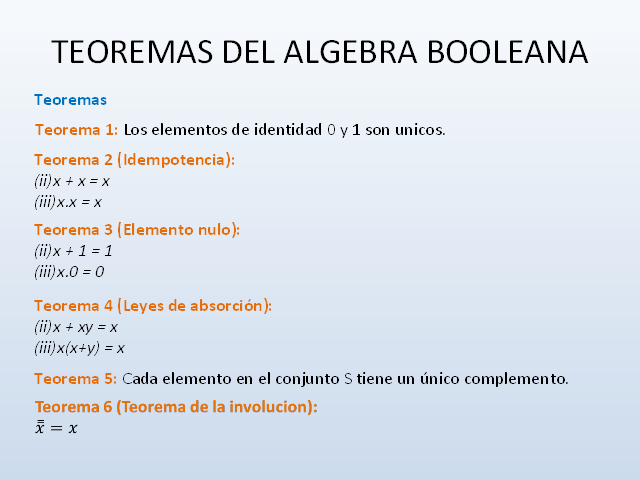 TEOREMAS DEL ALGEBRA BOOLEANA
Teoremas
Teorema 1: Los elementos de identidad 0 y 1 son unicos.
Teorema 2 (Idempotencia):
(ii)x + x = x
(iii)x.x = x
Teorema 3 (Elemento nulo):
(ii)x + 1 = 1
(iii)x.0 = 0
Teorema 4 (Leyes de absorción):
(ii)x + xy = x
(iii)x(x+y) = x
Teorema 5: Cada elemento en el conjunto S tiene un único complemento.
Teorema 6 (Teorema de la involucion):
x̿ = x